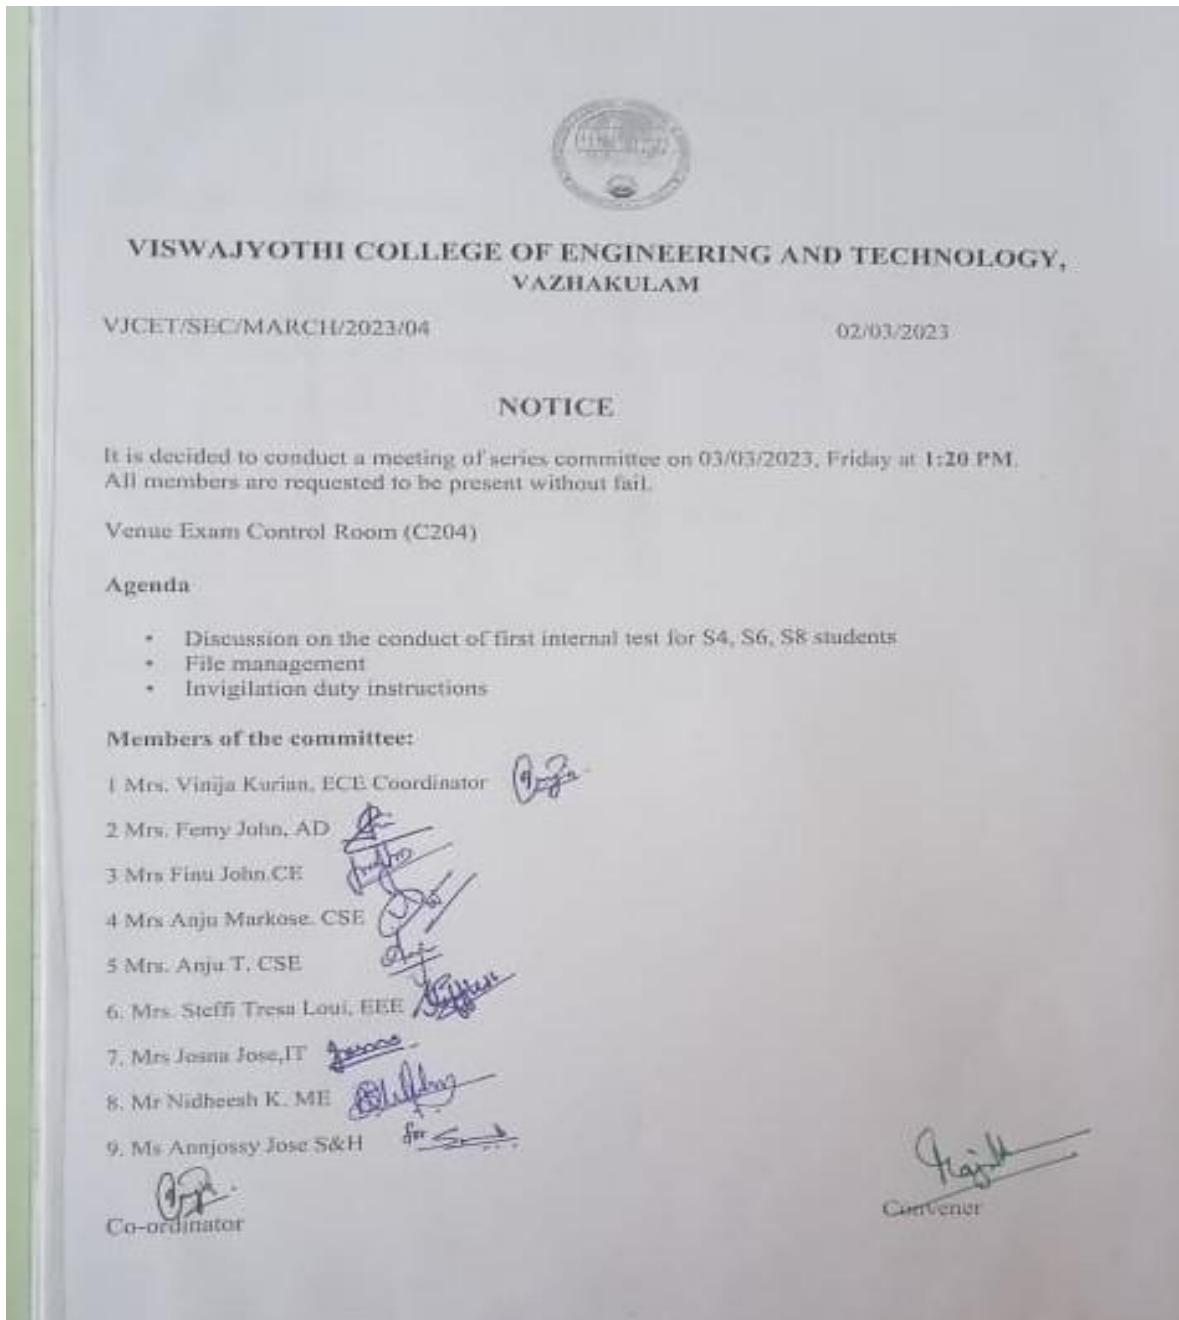 VISWAJYOTHI COLLEGE OF ENGINEERING AND TECHNOLOGY,
VAZHAKULAM
VJCET/SEC/MARCH/2023/04 02/03/2023
NOTICE
It is decided to conduct a meeting of series committee on 03/03/2023, Friday at 1:20 PM.
All members are requested to be present without fail.
Venue Exam Control Room (C204)
Agenda
• Discussion on the conduct of first internal test for S4, S6, S8 students
• File management
• Invigilation duty instructions
Members of the committee:
1 Mrs. Vinija Kurian, ECE Coordinator
2 Mrs. Femy John, AD
3 Mrs Finu John.CE
4 Mrs Anju Markose. CSE
5 Mrs. Anju T, CSE
6. Mrs. Steffi Tresa Loui, EEE
7. Mrs Josna Jose,IT
8. Mr Nidheesh K. ME
9. Ms Annjossy Jose S&H for
Co-ordinator Convener